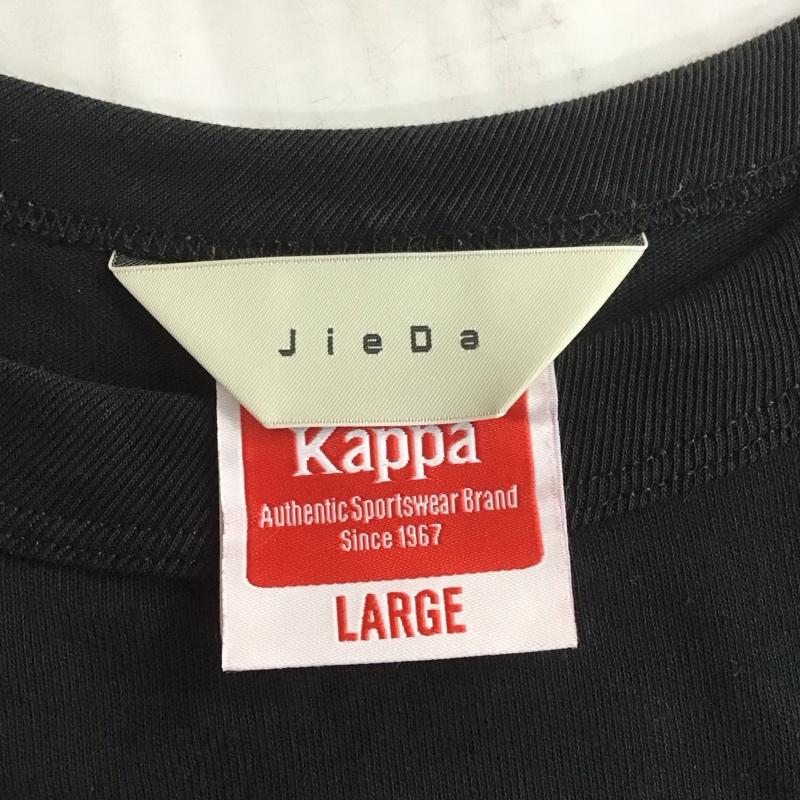 JieDa
Kappa
Authentic Sportswear Brand
Since 1967
LARGE